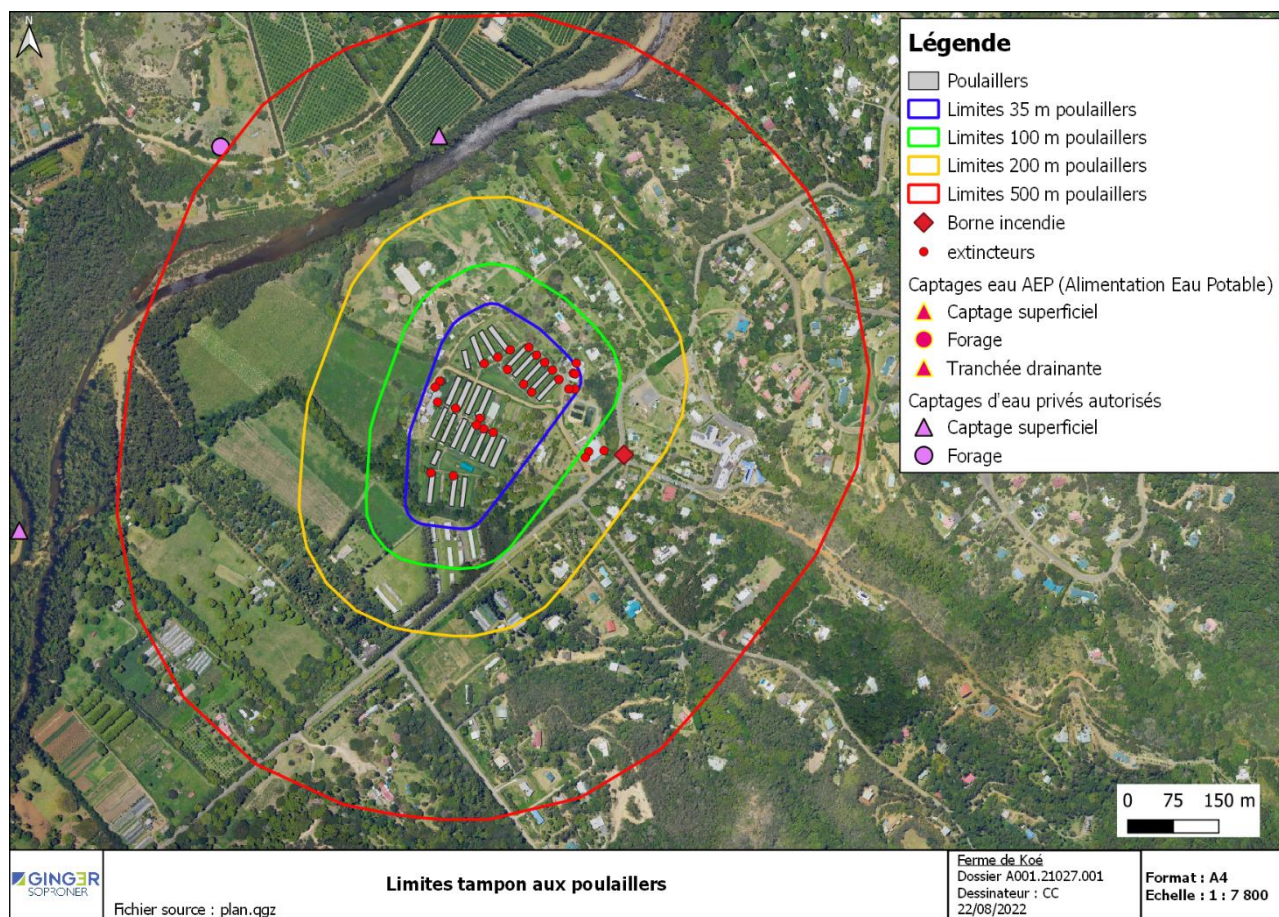 N
Légende
Poulaillers
Limites 35 m poulaillers
Limites 100 m poulaillers
Limites 200 m poulaillers
Limites 500 m poulaillers
Borne incendie
extincteurs
Captages eau AEP (Alimentation Eau Potable)
Captage superficiel
Forage
Tranchée drainante
Captages d'eau privés autorisés
Captage superficiel
Forage
0 75 150 m
GINGER
SOPRONER
Fichier source : plan.qgz
Limites tampon aux poulaillers
Ferme de Koé
Dossier A001.21027.001
Dessinateur : CC
22/08/2022
Format : A4
Echelle : 1 : 7 800